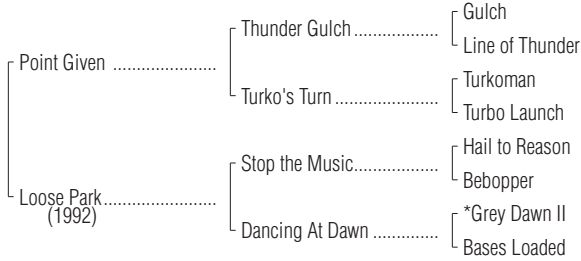 Gulch
Thunder Gulch ..................
Line of Thunder
Point Given ......................
Turkoman
Turko's Turn ......................
Turbo Launch
Hail to Reason
Stop the Music..................
Bebopper
Loose Park........................
(1992)
*Grey Dawn II
Dancing At Dawn ..............
Bases Loaded